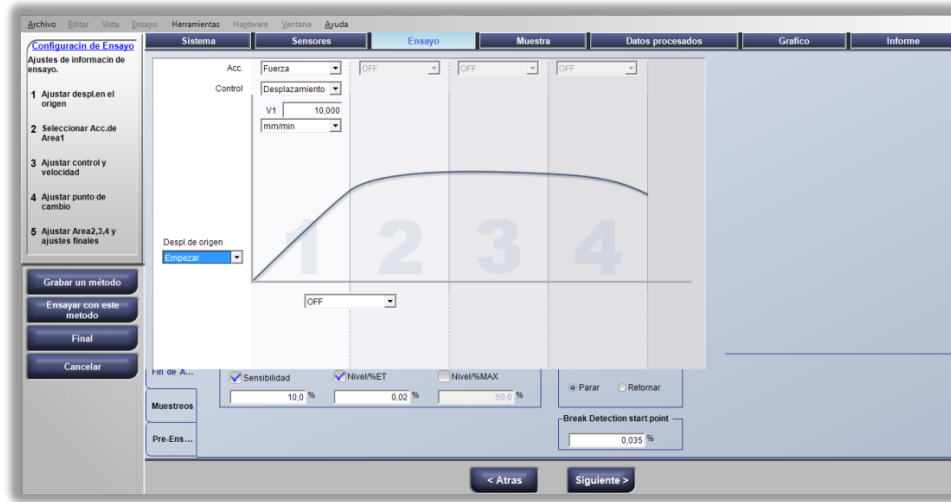 Archivo Editar Vista Ensayo Herramientas Hardware Ventana Ayuda
Configuracin de Ensayo
Ajustes de informacin de
ensayo.
1 Ajustar despl.en el
origen
2 Seleccionar Acc.de
Area1
3 Ajustar control y
velocidad
4 Ajustar punto de
cambio
5 Ajustar Area2,3,4 y
ajustes finales
Grabar un método
Ensayar con este
metodo
Final
Cancelar
Sistema Sensores Ensayo Muestra Datos procesados Grafico Informe
Acc. Fuerza OFF OFF OFF
Control Desplazamiento
V1 10,000
mm/min
1 2 3 4
Despl.de origen
Empezar
OFF
Fin de A...
Muestreos
Pre-Ens...
Sensibilidad Nivel/%ET Nivel/%MAX
10,0 % 0,02 % 50,0 %
Parar Retornar
Break Detection start point
0,035 %
< Atras Siguiente >